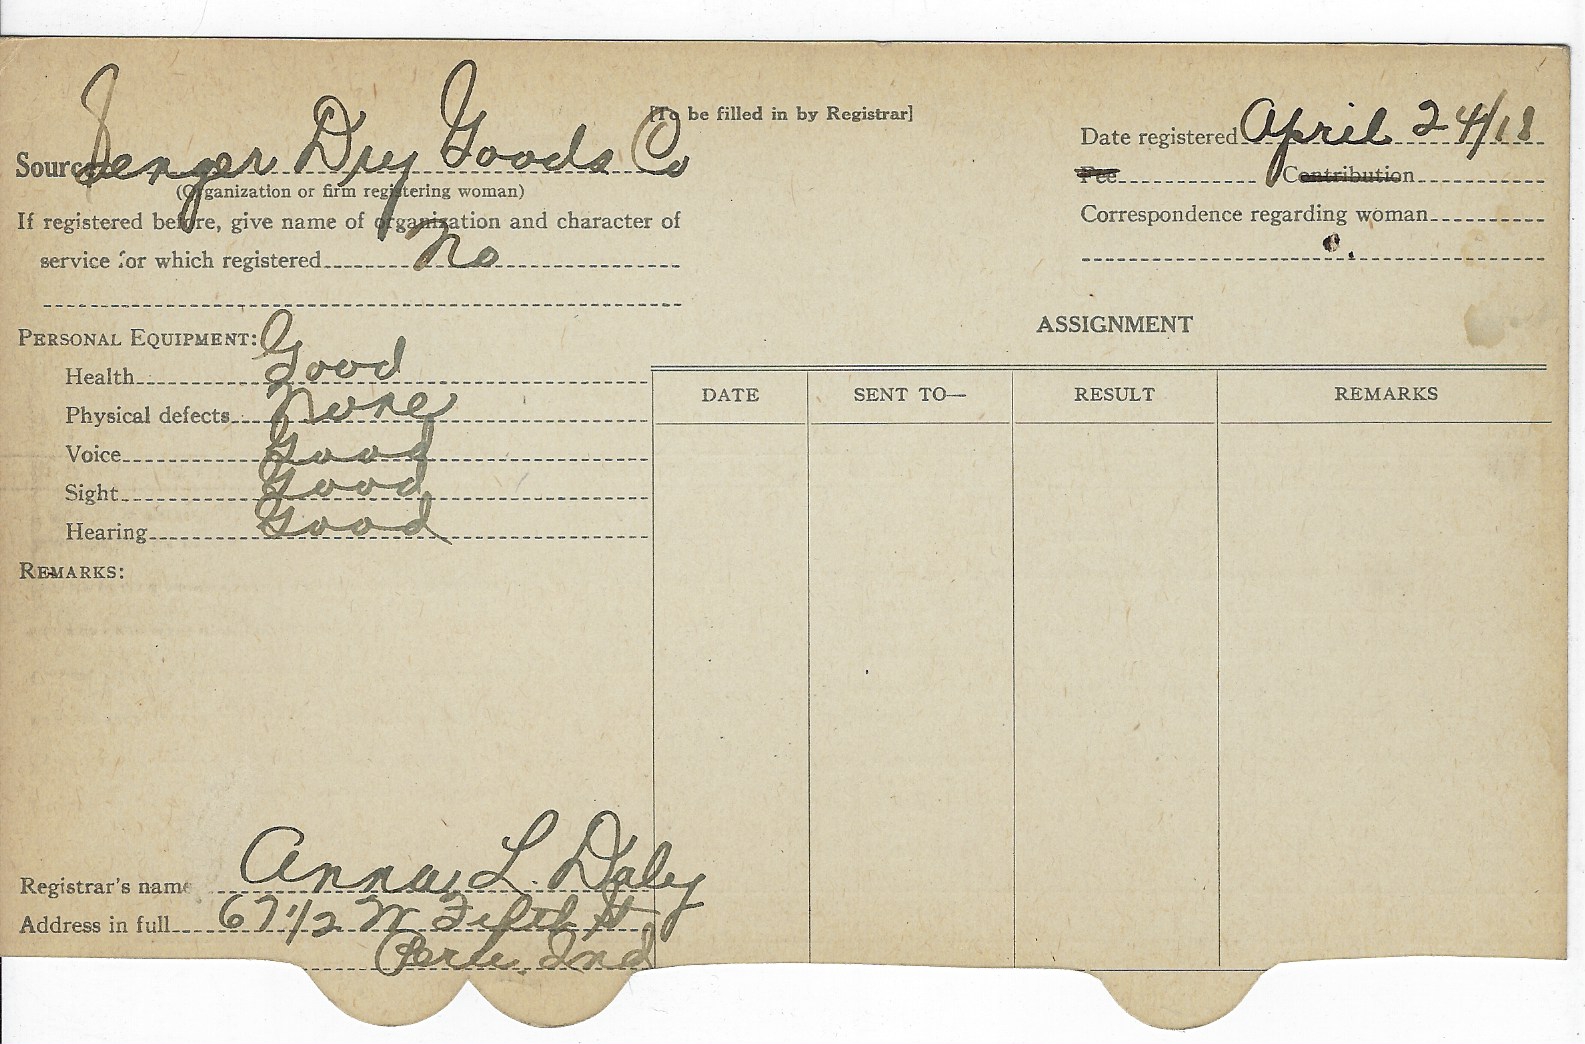 [To be filled in by Registrar]
Source Senger Dry Goods Co
(Organization or firm registering woman)
If registered before, give name of organization and character of
service for which registered No
PERSONAL EQUIPMENT:
Health Good
Physical defects None
Voice Good
Sight Good
Hearing Good
REMARKS:
Registrar's name Anna L. Daly
Address in full 67 1/2 W Fifth St
Peru, Ind
Date registered April 24/18
Fee Contribution
Correspondence regarding woman
ASSIGNMENT
DATE SENT TO— RESULT REMARKS